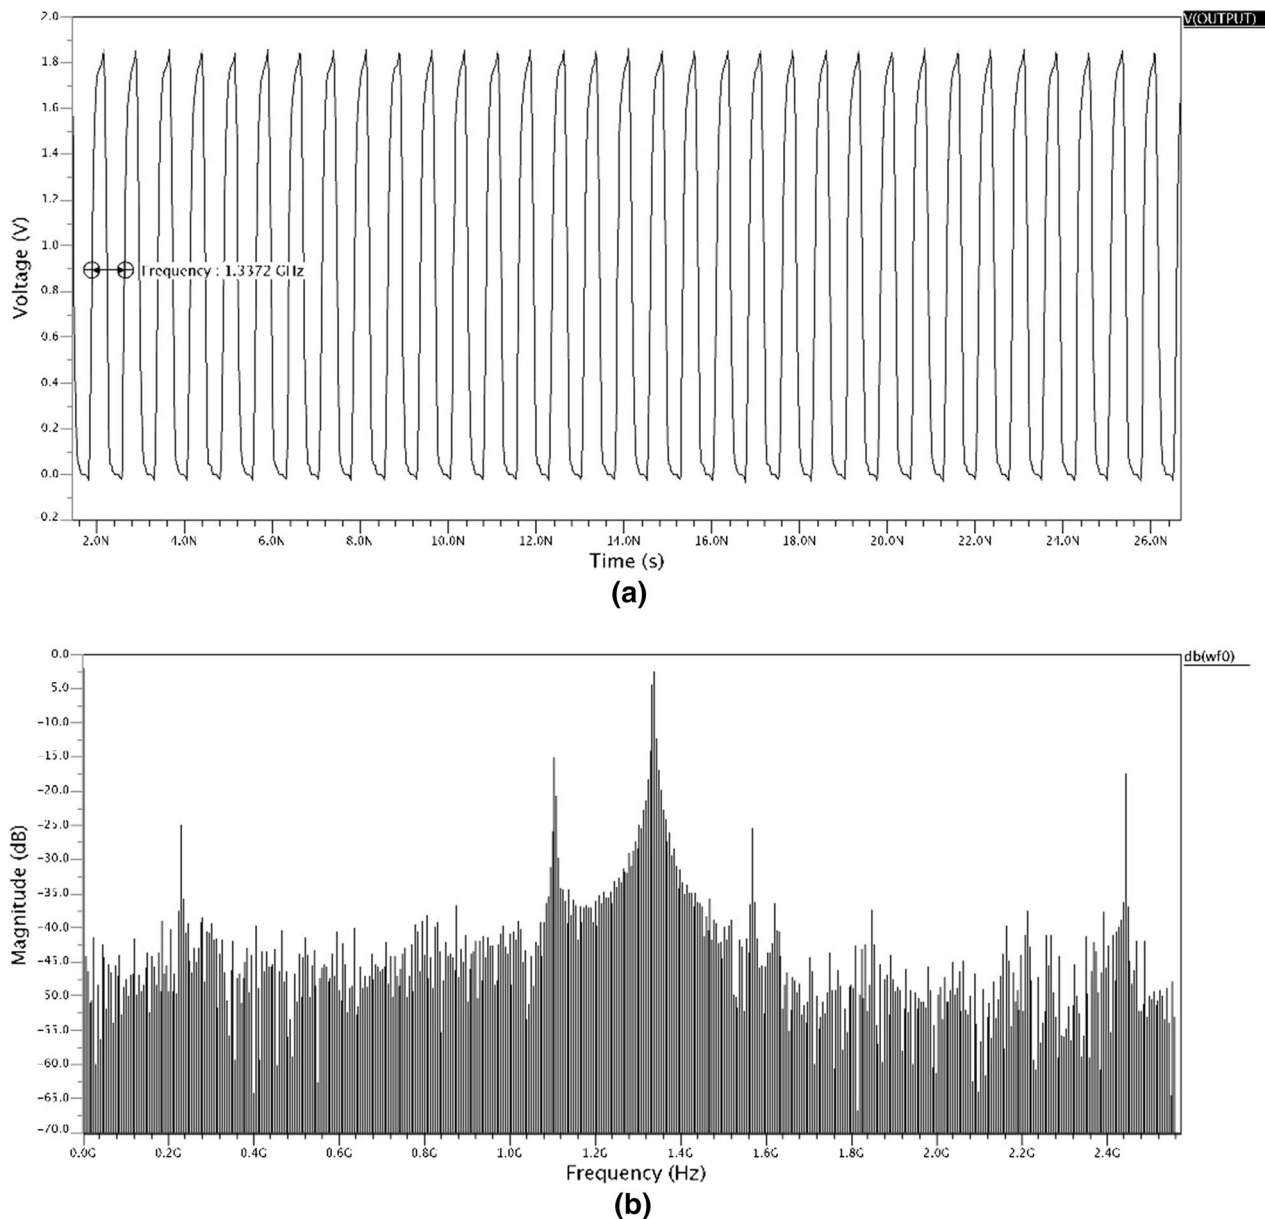 2.0
V(OUTPUT)
1.8
1.6
1.4
1.2
1.0
0.8
0.6
0.4
0.2
0.0
-0.2
Voltage (V)
Frequency : 1.3372 GHz
2.0N 4.0N 6.0N 8.0N 10.0N 12.0N 14.0N 16.0N 18.0N 20.0N 22.0N 24.0N 26.0N
Time (s)
(a)
0.0
db(wf0)
-5.0
-10.0
-15.0
-20.0
-25.0
-30.0
-35.0
-40.0
-45.0
50.0
-55.0
-60.0
-65.0
-70.0
Magnitude (dB)
0.0G 0.2G 0.4G 0.6G 0.8G 1.0G 1.2G 1.4G 1.6G 1.8G 2.0G 2.2G 2.4G
Frequency (Hz)
(b)